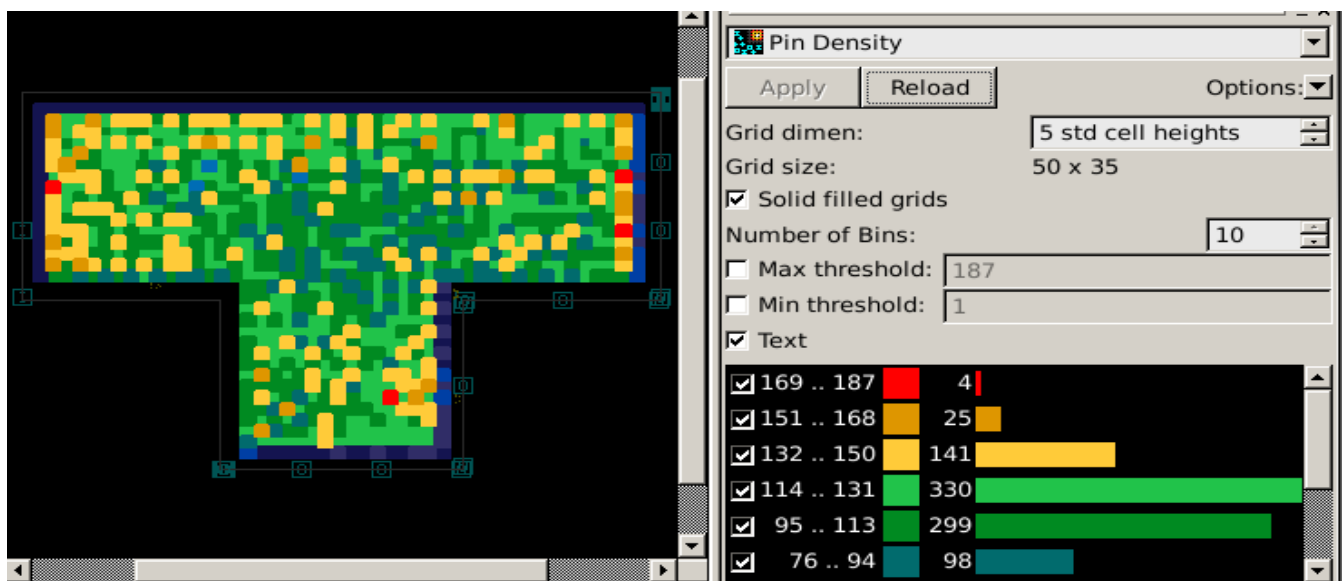 Pin Density
Apply Reload Options:
Grid dimen: 5 std cell heights
Grid size: 50 x 35
Solid filled grids
Number of Bins: 10
Max threshold: 187
Min threshold: 1
Text
169 .. 187 4
151 .. 168 25
132 .. 150 141
114 .. 131 330
95 .. 113 299
76 .. 94 98